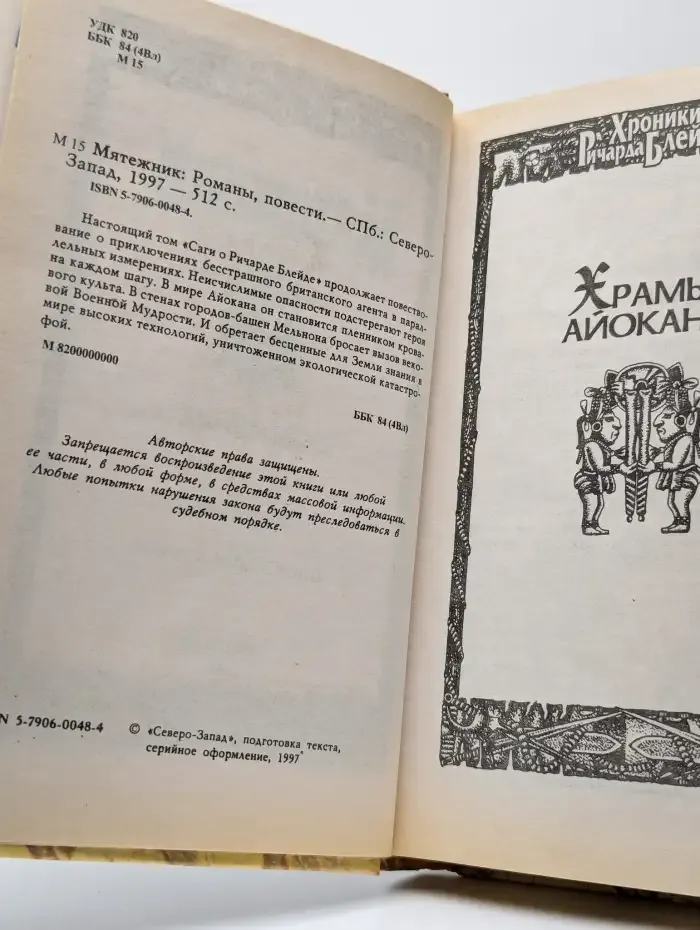 УДК 820
ББК 84 (4Вл)
М 15
М 15 Мятежник: Романы, повести.— СПб.: Северо-
Запад, 1997 — 512 с.
ISBN 5-7906-0048-4.
Настоящий том «Саги о Ричарде Блейде» продолжает повество-
вание о приключениях бесстрашного британского агента в парал-
лельных измерениях. Неисчислимые опасности подстерегают героя
на каждом шагу. В мире Айокана он становится пленником крова-
вого культа. В стенах городов-башен Мельнона бросает вызов веко-
вой Военной Мудрости. И обретает бесценные для Земли знания в
мире высоких технологий, уничтоженном экологической катастро-
фой.
М 8200000000
ББК 84 (4Вл)
Авторские права защищены.
Запрещается воспроизведение этой книги или любой
ее части, в любой форме, в средствах массовой информации.
Любые попытки нарушения закона будут преследоваться в
судебном порядке.
N 5-7906-0048-4
© «Северо-Запад», подготовка текста,
серийное оформление, 1997
Хроники
Ричарда Блей
ХРАМЫ
АЙОКАН